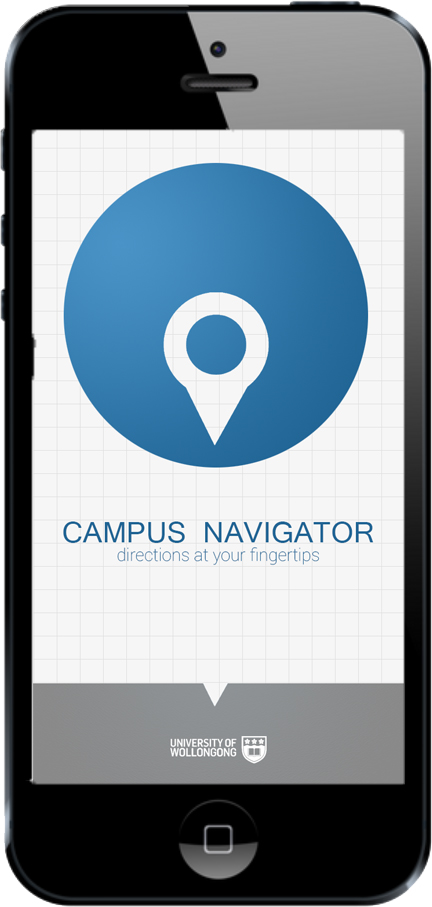 CAMPUS NAVIGATOR
directions at your fingertips
UNIVERSITY OF
WOLLONGONG